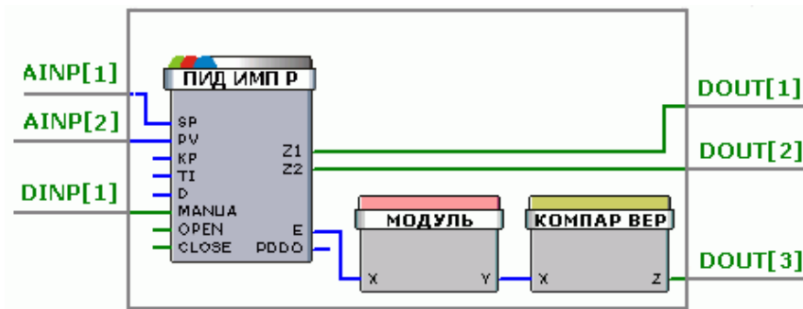 AINP[1]
AINP[2]
DINP[1]
ПИД ИМП Р
SP
PV
KP
TI
D
MANUA
OPEN
CLOSE
Z1
Z2
E
PDDO
МОДУЛЬ
X Y
КОМПАР ВЕР
X Z
DOUT[1]
DOUT[2]
DOUT[3]